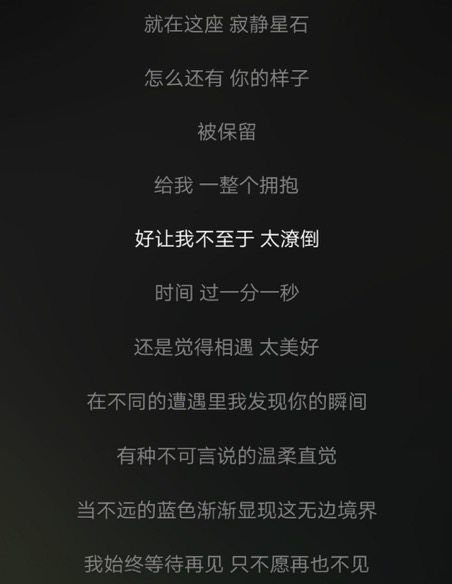 就在这座 寂静星石
怎么还有 你的样子
被保留
给我 一整个拥抱
好让我不至于 太潦倒
时间 过一分一秒
还是觉得相遇 太美好
在不同的遭遇里我发现你的瞬间
有种不可言说的温柔直觉
当不远的蓝色渐渐显现这无边境界
我始终等待再见 只不愿再也不见